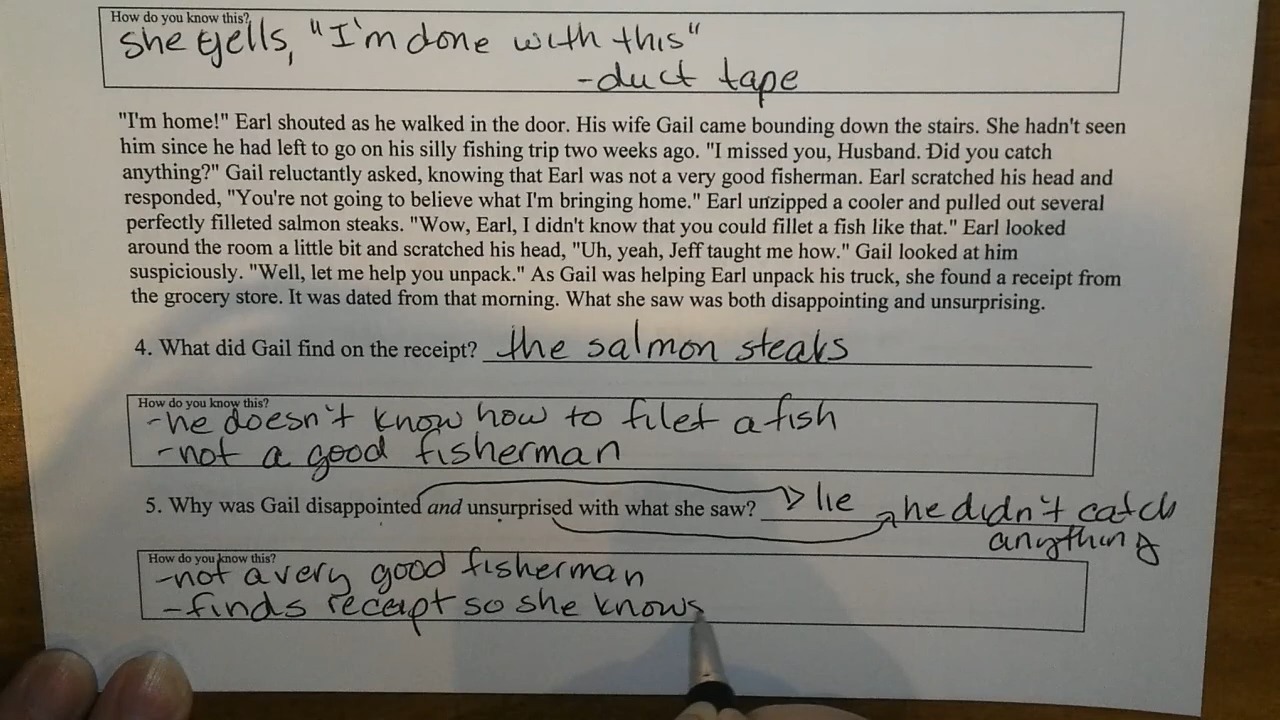 How do you know this?
she yells, "I'm done with this"
-duct tape
"I'm home!" Earl shouted as he walked in the door. His wife Gail came bounding down the stairs. She hadn't seen
him since he had left to go on his silly fishing trip two weeks ago. "I missed you, Husband. Did you catch
anything?" Gail reluctantly asked, knowing that Earl was not a very good fisherman. Earl scratched his head and
responded, "You're not going to believe what I'm bringing home." Earl unzipped a cooler and pulled out several
perfectly filleted salmon steaks. "Wow, Earl, I didn't know that you could fillet a fish like that." Earl looked
around the room a little bit and scratched his head, "Uh, yeah, Jeff taught me how." Gail looked at him
suspiciously. "Well, let me help you unpack." As Gail was helping Earl unpack his truck, she found a receipt from
the grocery store. It was dated from that morning. What she saw was both disappointing and unsurprising.
4. What did Gail find on the receipt? the salmon steaks
How do you know this?
-he doesn't know how to filet a fish
-not a good fisherman
5. Why was Gail disappointed and unsurprised with what she saw? lie he didn't catch
anything
How do you know this?
-not a very good fisherman
-finds receipt so she knows